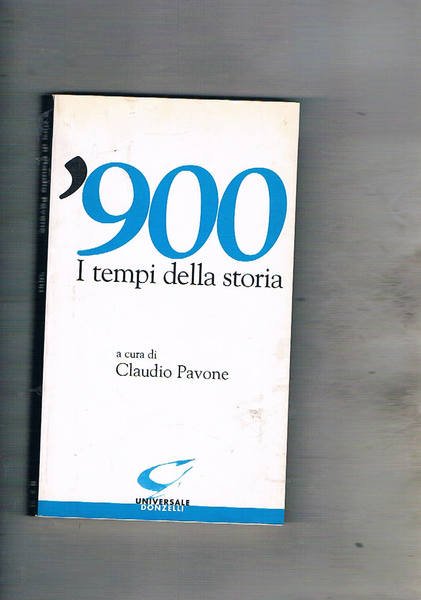 '900
I tempi della storia
a cura di
Claudio Pavone
UNIVERSALE
DONZELLI